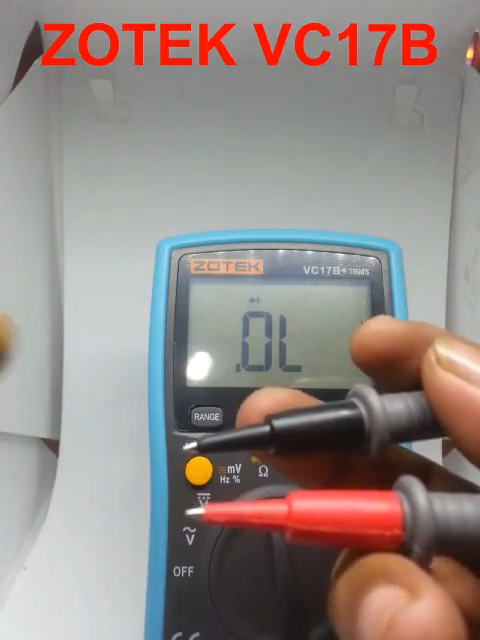 ZOTEK VC17B
ZOTEK
VC17B+ TRMS
.0L
RANGE
mV
Hz %
Ω
V
V
OFF